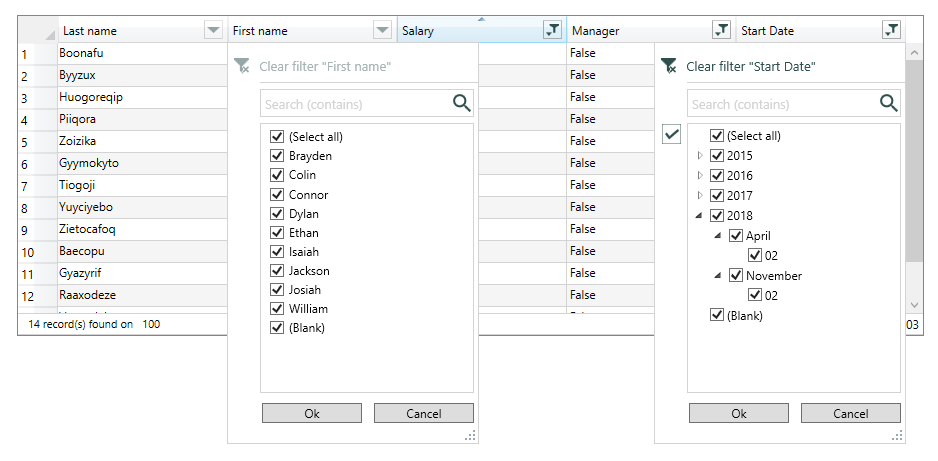 Last name First name Salary Manager Start Date
1 Boonafu False
2 Byyzux False
3 Huogoreqip False
4 Piiqora False
5 Zoizika False
6 Gyymokyto False
7 Tiogoji False
8 Yuyciyebo False
9 Zietocafoq False
10 Baecopu False
11 Gyazyrif False
12 Raaxodeze False
14 record(s) found on 100
03
Clear filter "First name"
Search (contains)
(Select all)
Brayden
Colin
Connor
Dylan
Ethan
Isaiah
Jackson
Josiah
William
(Blank)
Ok Cancel
Clear filter "Start Date"
Search (contains)
(Select all)
2015
2016
2017
2018
April
02
November
02
(Blank)
Ok Cancel